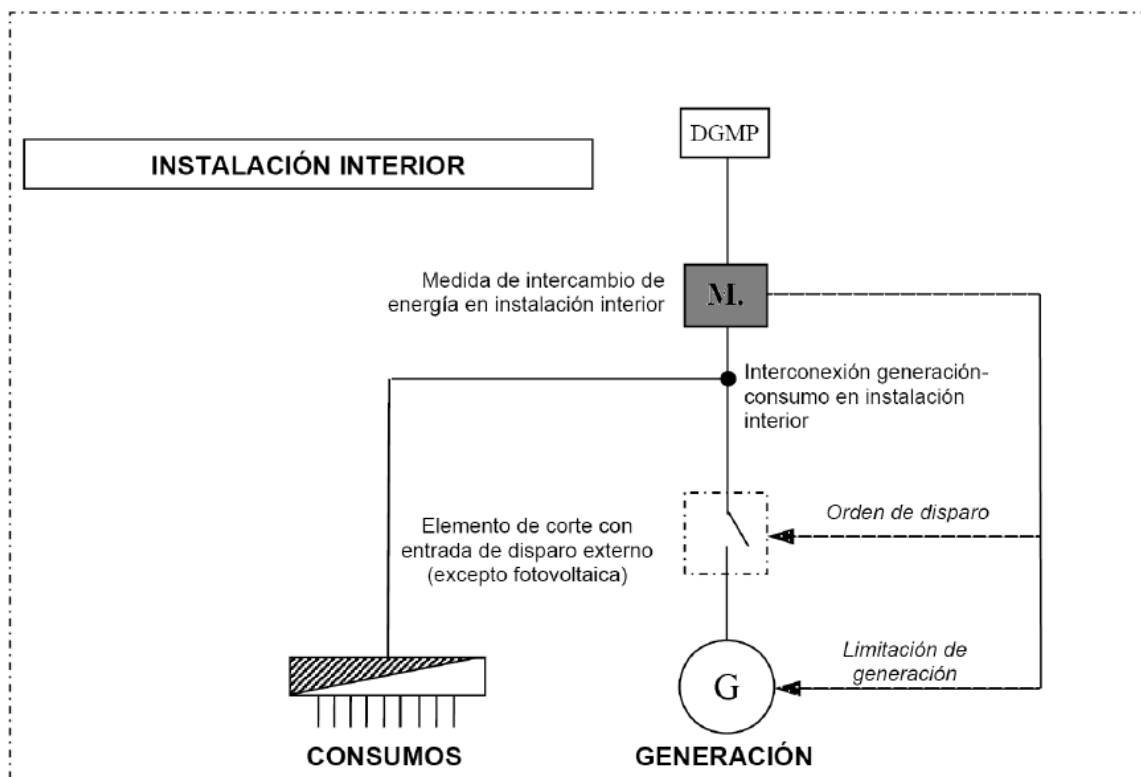 DGMP
INSTALACIÓN INTERIOR
Medida de intercambio de
energía en instalación interior
M.
Interconexión generación-
consumo en instalación
interior
Elemento de corte con
entrada de disparo externo
(excepto fotovoltaica)
Orden de disparo
Limitación de
generación
G
CONSUMOS
GENERACIÓN